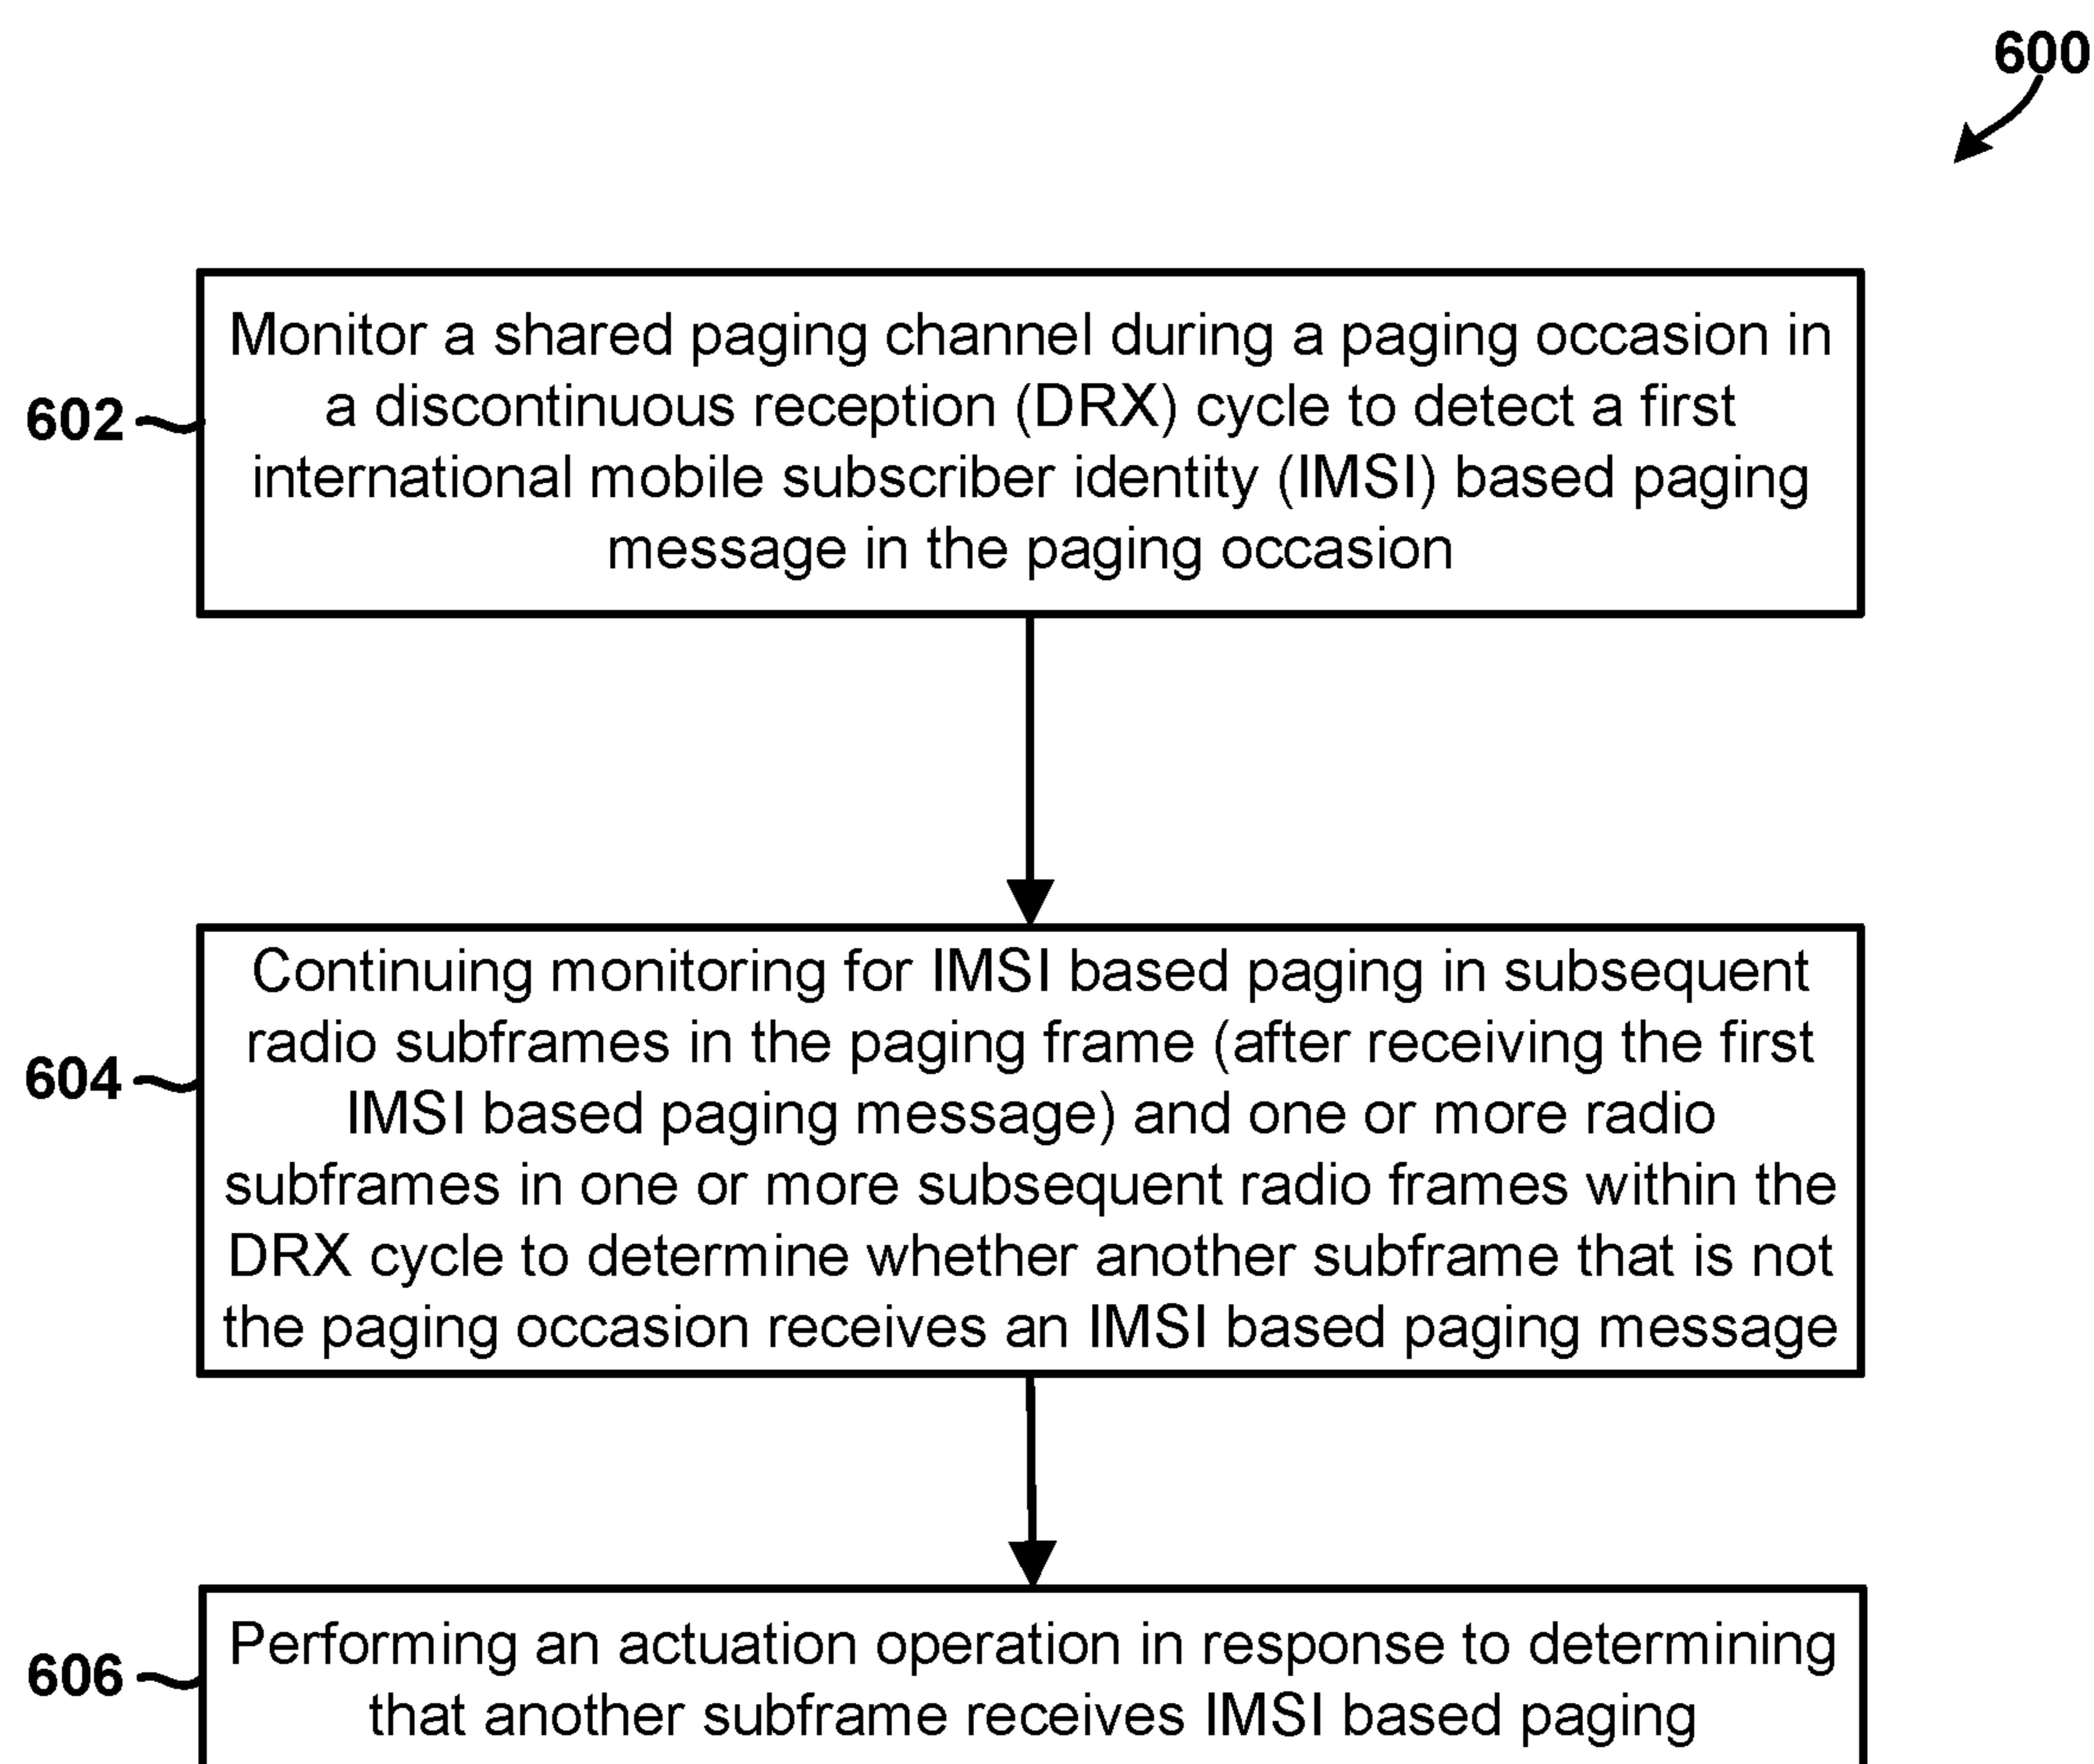 600
602
Monitor a shared paging channel during a paging occasion in
a discontinuous reception (DRX) cycle to detect a first
international mobile subscriber identity (IMSI) based paging
message in the paging occasion
604
Continuing monitoring for IMSI based paging in subsequent
radio subframes in the paging frame (after receiving the first
IMSI based paging message) and one or more radio
subframes in one or more subsequent radio frames within the
DRX cycle to determine whether another subframe that is not
the paging occasion receives an IMSI based paging message
606
Performing an actuation operation in response to determining
that another subframe receives IMSI based paging